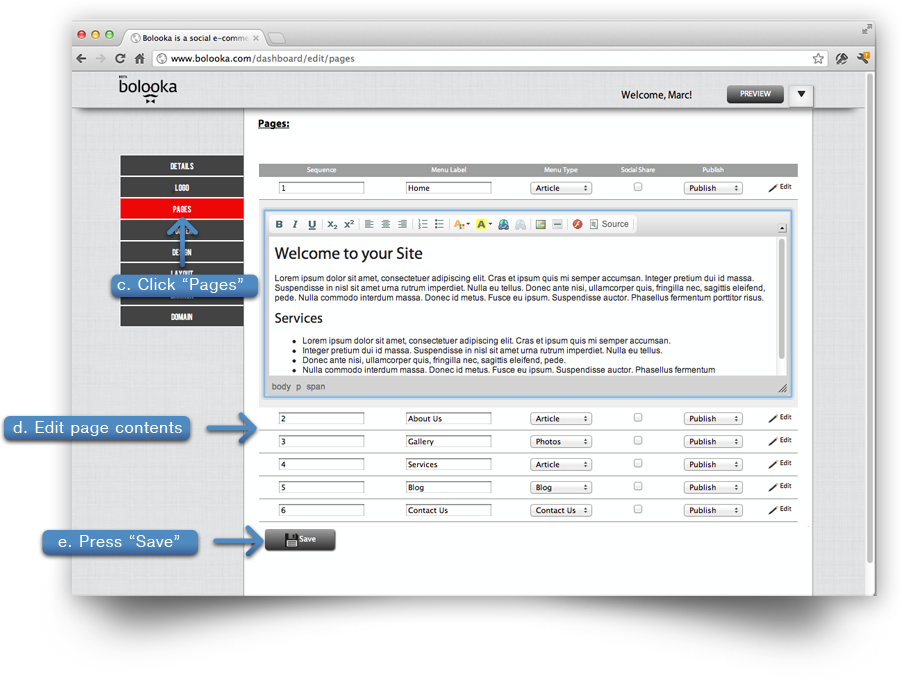 Bolooka is a social e-comme
www.bolooka.com/dashboard/edit/pages
BETA
bolooka
Welcome, Marc!
PREVIEW
Pages:
DETAILS
LOGO
PAGES
DOMAIN
c. Click “Pages”
Sequence Menu Label Menu Type Social Share Publish
1 Home Article Publish Edit
B I U X2 X2 A A Source
Welcome to your Site
Lorem ipsum dolor sit amet, consectetuer adipiscing elit. Cras et ipsum quis mi semper accumsan. Integer pretium dui id massa.
Suspendisse in nisl sit amet urna rutrum imperdiet. Nulla eu tellus. Donec ante nisi, ullamcorper quis, fringilla nec, sagittis eleifend,
pede. Nulla commodo interdum massa. Donec id metus. Fusce eu ipsum. Suspendisse auctor. Phasellus fermentum porttitor risus.
Services
• Lorem ipsum dolor sit amet, consectetuer adipiscing elit. Cras et ipsum quis mi semper accumsan.
• Integer pretium dui id massa. Suspendisse in nisl sit amet urna rutrum imperdiet. Nulla eu tellus.
• Donec ante nisi, ullamcorper quis, fringilla nec, sagittis eleifend, pede.
• Nulla commodo interdum massa. Donec id metus. Fusce eu ipsum. Suspendisse auctor. Phasellus fermentum
body p span
d. Edit page contents
2 About Us Article Publish Edit
3 Gallery Photos Publish Edit
4 Services Article Publish Edit
5 Blog Blog Publish Edit
6 Contact Us Contact Us Publish Edit
e. Press “Save”
Save